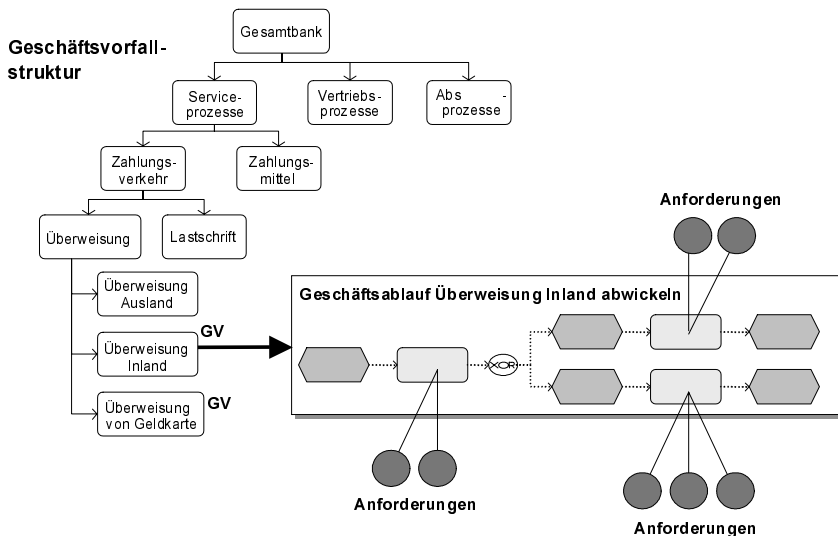 Geschäftsvorfall-
struktur
Gesamtbank
Service-
prozesse
Vertriebs-
prozesse
Abs -
prozesse
Zahlungs-
verkehr
Zahlungs-
mittel
Überweisung
Lastschrift
Überweisung
Ausland
Überweisung
Inland
GV
Überweisung
von Geldkarte
GV
Anforderungen
Geschäftsablauf Überweisung Inland abwickeln
XOR
Anforderungen
Anforderungen